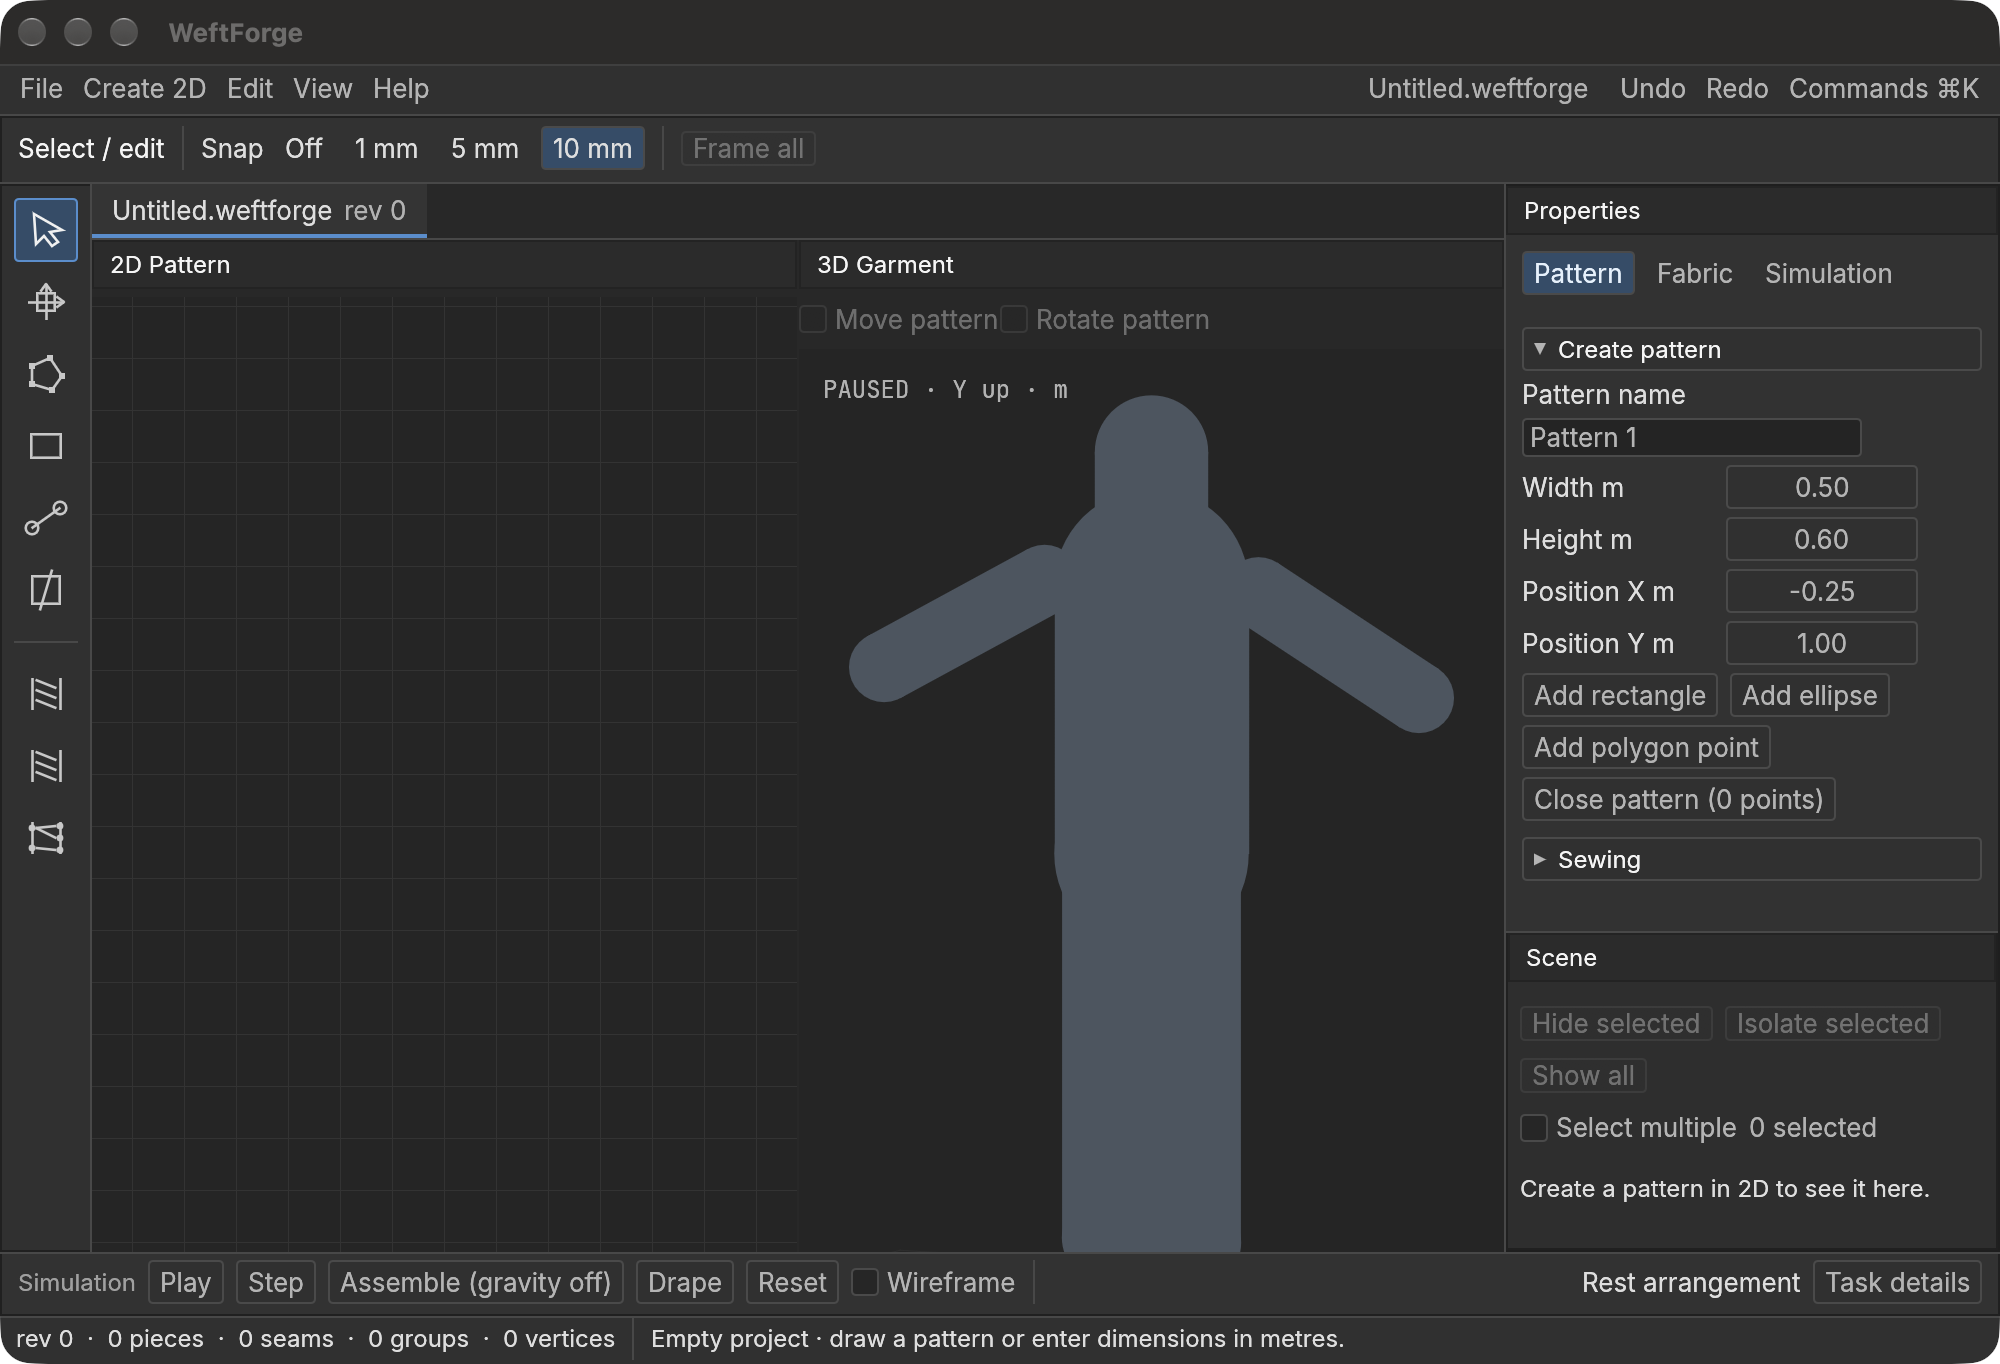 WeftForge
File Create 2D Edit View Help Untitled.weftforge Undo Redo Commands ⌘K
Select / edit Snap Off 1 mm 5 mm 10 mm Frame all
Untitled.weftforge rev 0
2D Pattern
3D Garment
Move pattern Rotate pattern
PAUSED · Y up · m
Properties
Pattern Fabric Simulation
Create pattern
Pattern name
Pattern 1
Width m 0.50
Height m 0.60
Position X m -0.25
Position Y m 1.00
Add rectangle Add ellipse
Add polygon point
Close pattern (0 points)
Sewing
Scene
Hide selected Isolate selected
Show all
Select multiple 0 selected
Create a pattern in 2D to see it here.
Simulation Play Step Assemble (gravity off) Drape Reset Wireframe Rest arrangement Task details
rev 0 · 0 pieces · 0 seams · 0 groups · 0 vertices Empty project · draw a pattern or enter dimensions in metres.